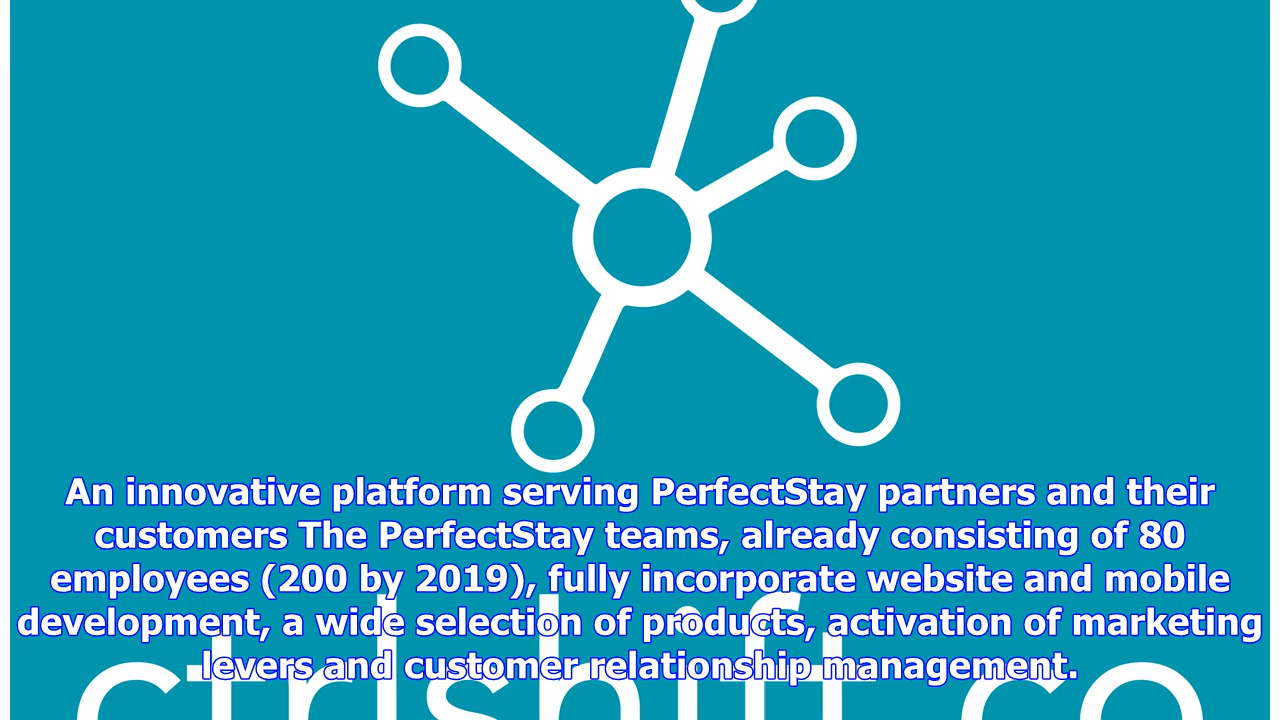 An innovative platform serving PerfectStay partners and their
customers The PerfectStay teams, already consisting of 80
employees (200 by 2019), fully incorporate website and mobile
development, a wide selection of products, activation of marketing
levers and customer relationship management.
ctrlshift.co